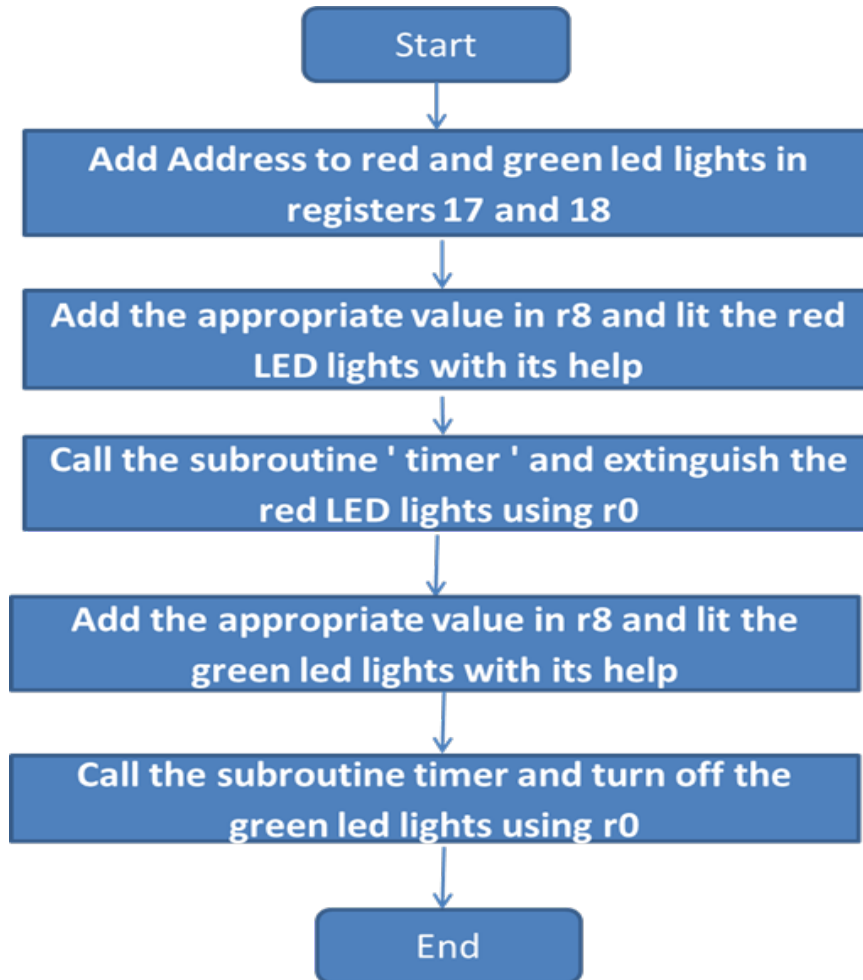 Start
Add Address to red and green led lights in
registers 17 and 18
Add the appropriate value in r8 and lit the red
LED lights with its help
Call the subroutine ' timer ' and extinguish the
red LED lights using r0
Add the appropriate value in r8 and lit the
green led lights with its help
Call the subroutine timer and turn off the
green led lights using r0
End